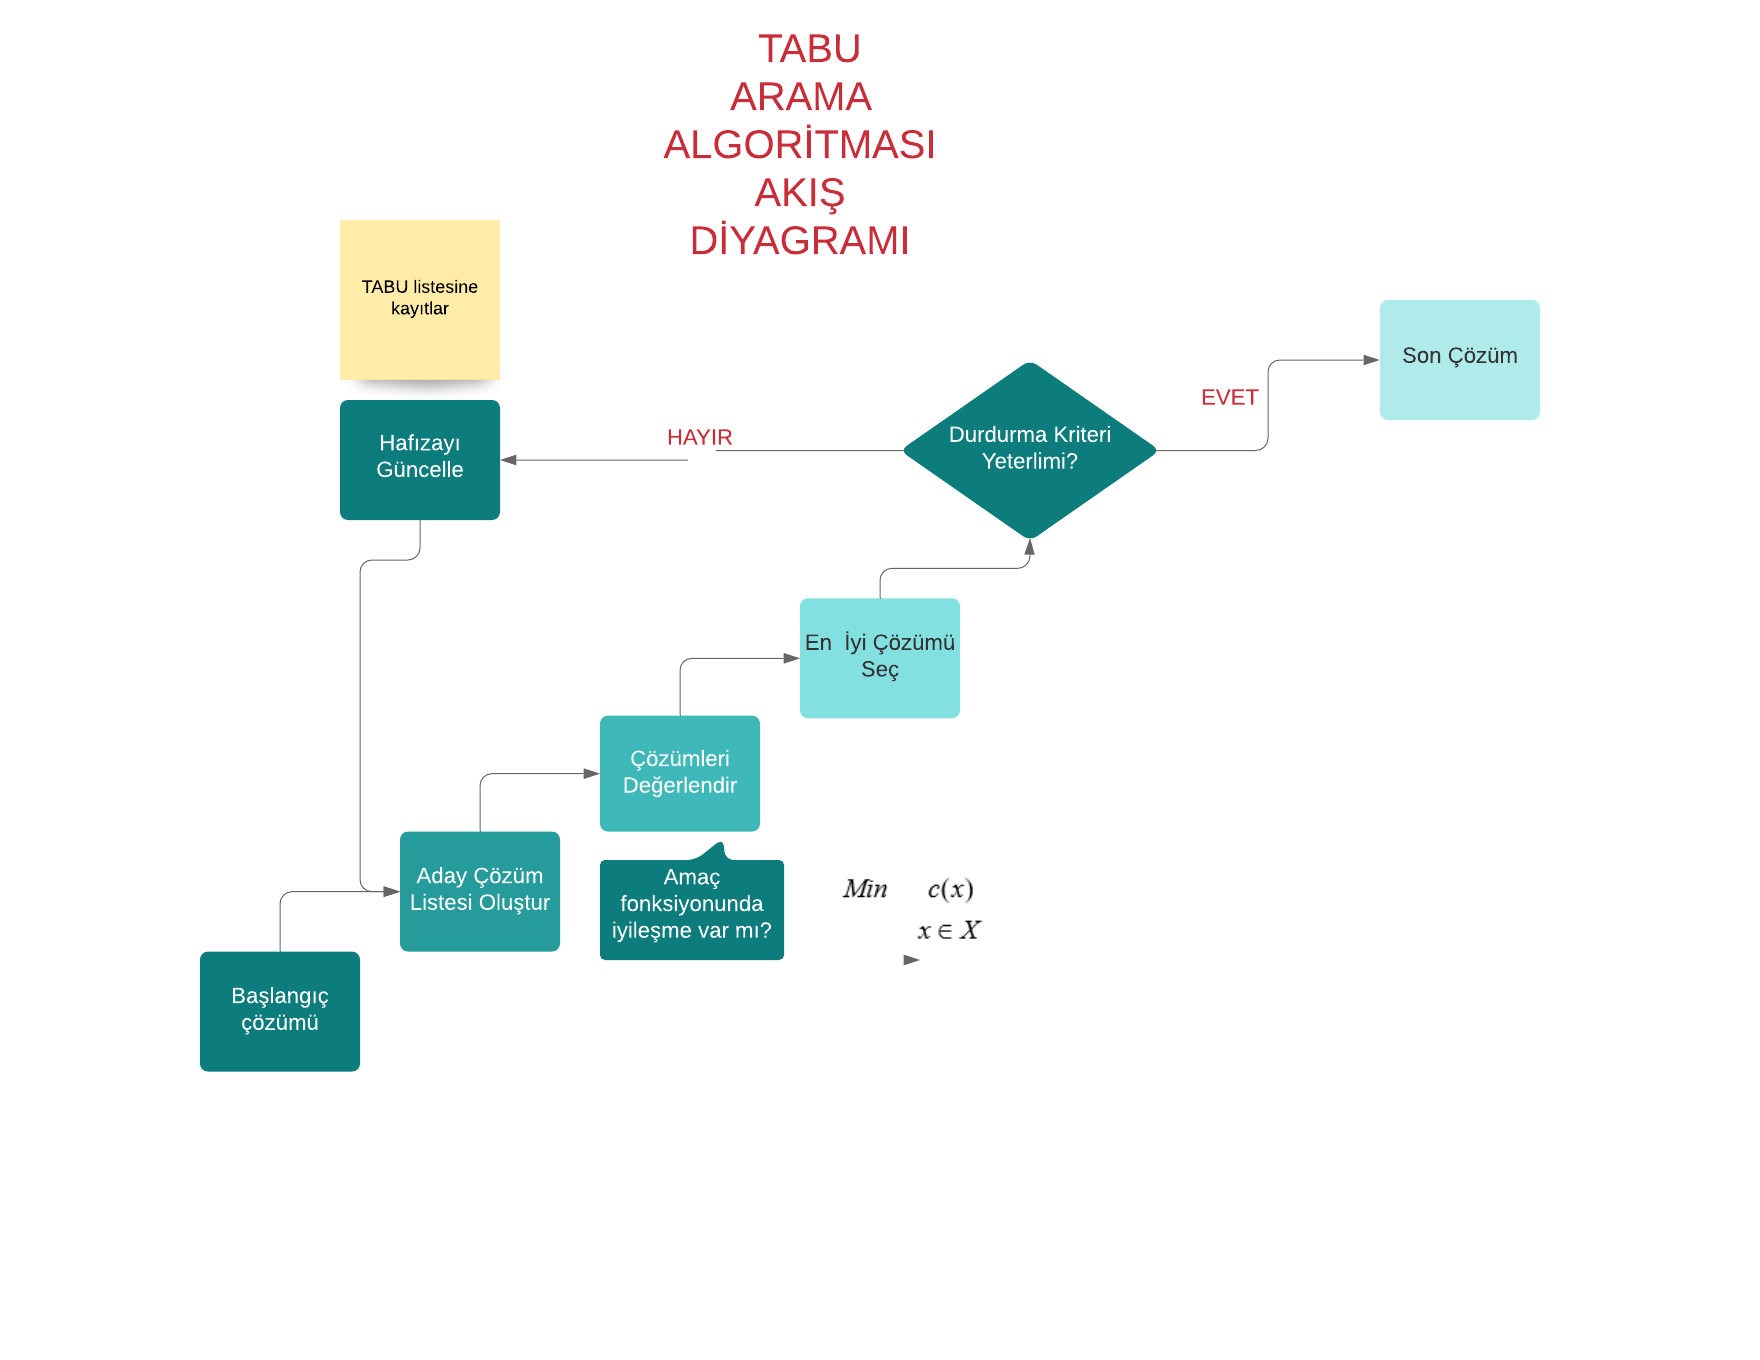 TABU
ARAMA
ALGORİTMASI
AKIŞ
DİYAGRAMI
TABU listesine
kayıtlar
Son Çözüm
EVET
Durdurma Kriteri
Yeterlimi?
HAYIR
Hafızayı
Güncelle
En İyi Çözümü
Seç
Çözümleri
Değerlendir
Aday Çözüm
Listesi Oluştur
Amaç
fonksiyonunda
iyileşme var mı?
Min c(x)
x ∈ X
Başlangıç
çözümü